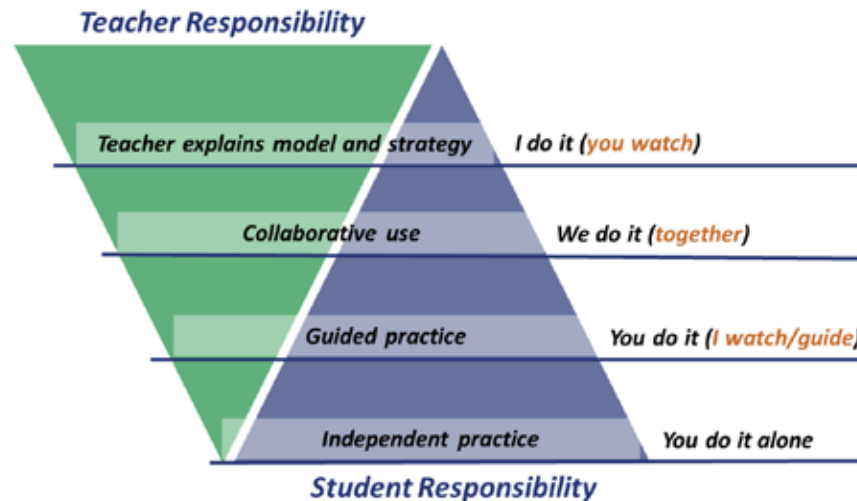 Teacher Responsibility
Teacher explains model and strategy I do it (you watch)
Collaborative use We do it (together)
Guided practice You do it (I watch/guide)
Independent practice You do it alone
Student Responsibility